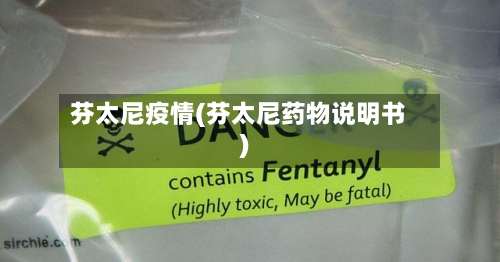 芬太尼疫情(芬太尼药物说明书
)
DANGER
contains Fentanyl
(Highly toxic, May be fatal)
sirchie.com